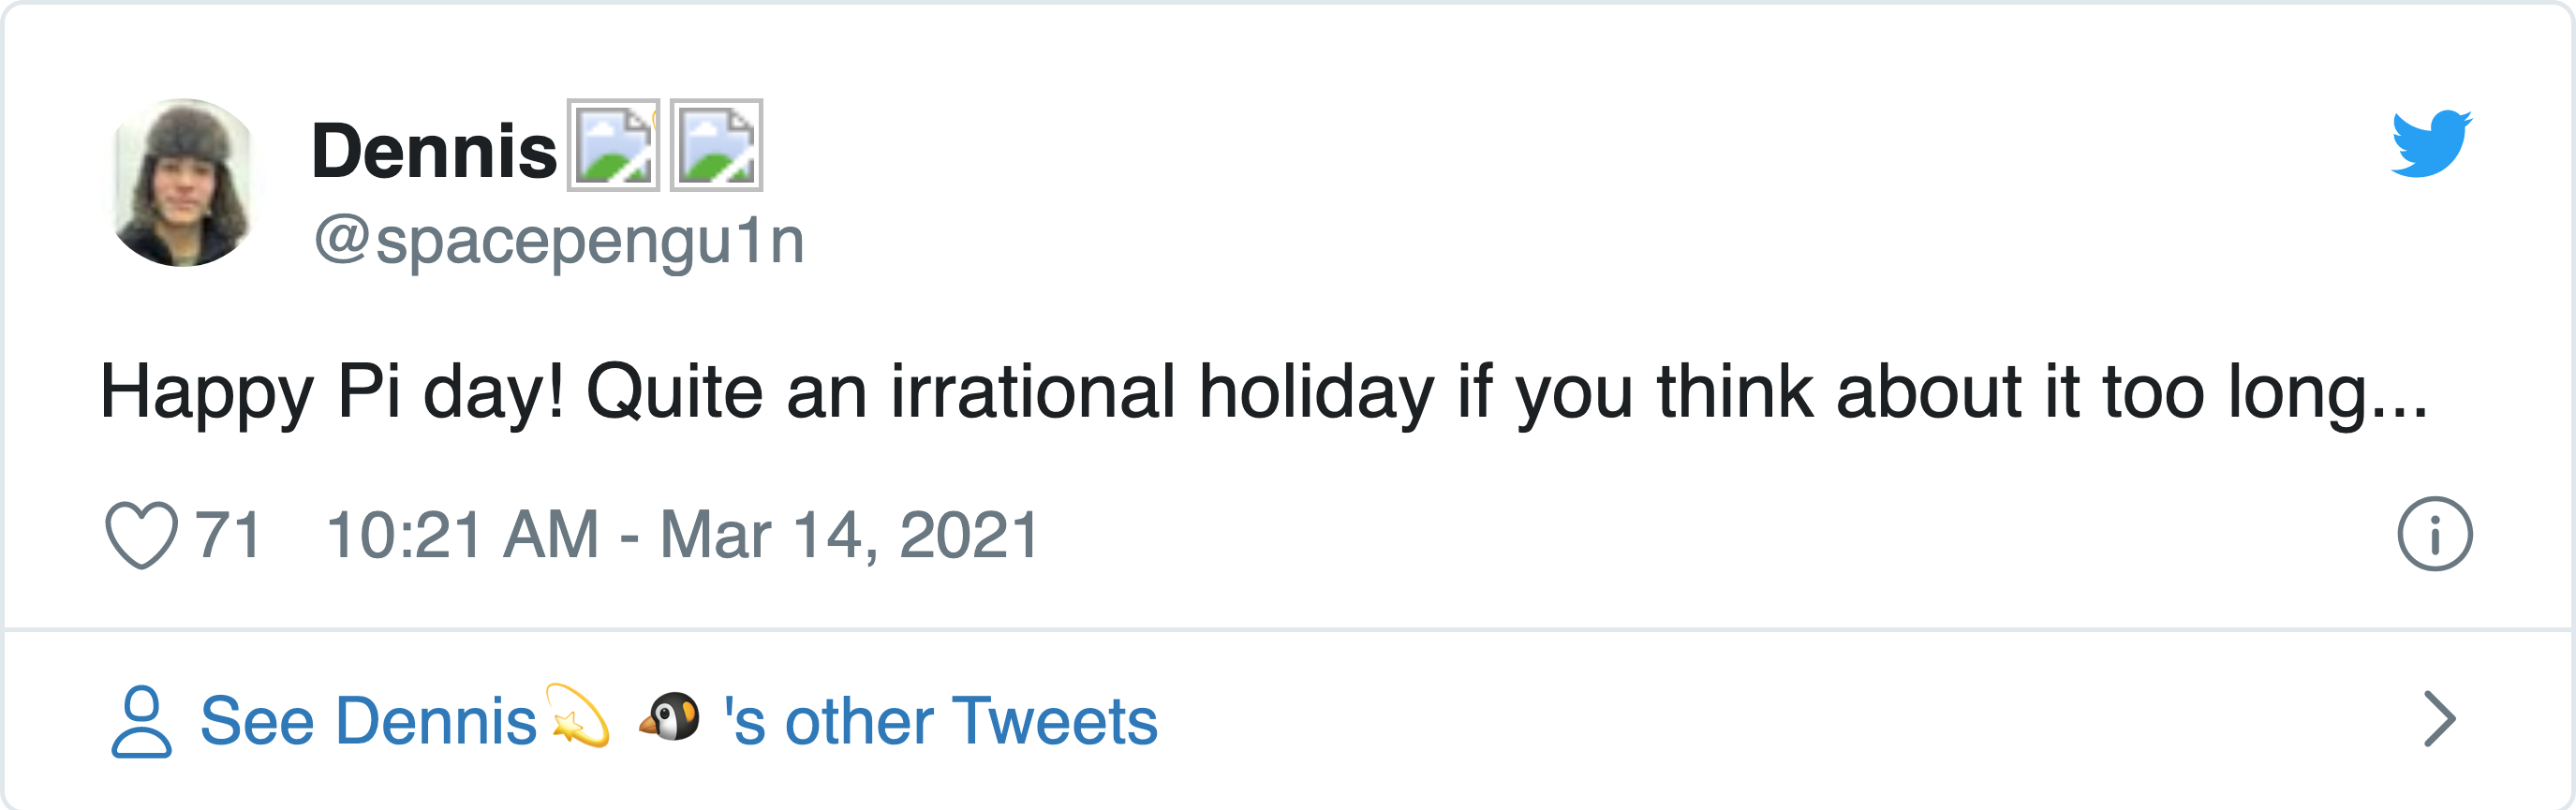 Dennis
@spacepengu1n
Happy Pi day! Quite an irrational holiday if you think about it too long...
71 10:21 AM - Mar 14, 2021
See Dennis💫 🐧 's other Tweets